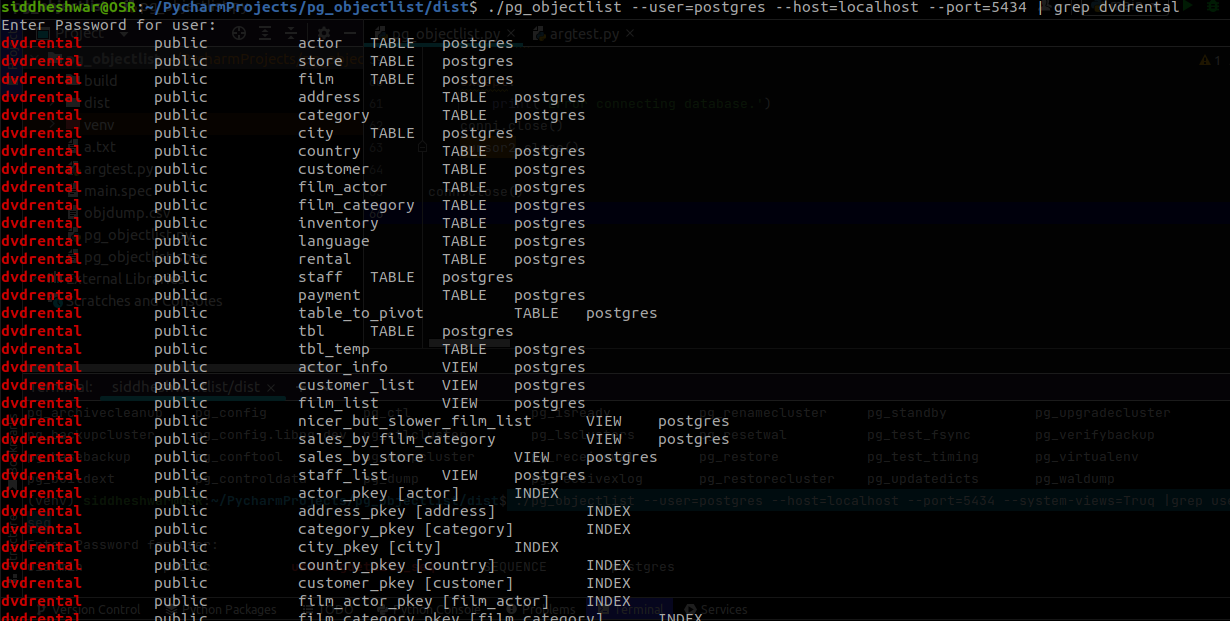 siddheshwar@OSR:~/PycharmProjects/pg_objectlist/dist$ ./pg_objectlist --user=postgres --host=localhost --port=5434 | grep dvdrental
Enter Password for user:
dvdrental public actor TABLE postgres
dvdrental public store TABLE postgres
dvdrental public film TABLE postgres
dvdrental public address TABLE postgres
dvdrental public category TABLE postgres
dvdrental public city TABLE postgres
dvdrental public country TABLE postgres
dvdrental public customer TABLE postgres
dvdrental public film_actor TABLE postgres
dvdrental public film_category TABLE postgres
dvdrental public inventory TABLE postgres
dvdrental public language TABLE postgres
dvdrental public rental TABLE postgres
dvdrental public staff TABLE postgres
dvdrental public payment TABLE postgres
dvdrental public table_to_pivot TABLE postgres
dvdrental public tbl TABLE postgres
dvdrental public tbl_temp TABLE postgres
dvdrental public actor_info VIEW postgres
dvdrental public customer_list VIEW postgres
dvdrental public film_list VIEW postgres
dvdrental public nicer_but_slower_film_list VIEW postgres
dvdrental public sales_by_film_category VIEW postgres
dvdrental public sales_by_store VIEW postgres
dvdrental public staff_list VIEW postgres
dvdrental public actor_pkey [actor] INDEX
dvdrental public address_pkey [address] INDEX
dvdrental public category_pkey [category] INDEX
dvdrental public city_pkey [city] INDEX
dvdrental public country_pkey [country] INDEX
dvdrental public customer_pkey [customer] INDEX
dvdrental public film_actor_pkey [film_actor] INDEX
dvdrental public film_category_pkey [film_category] INDEX